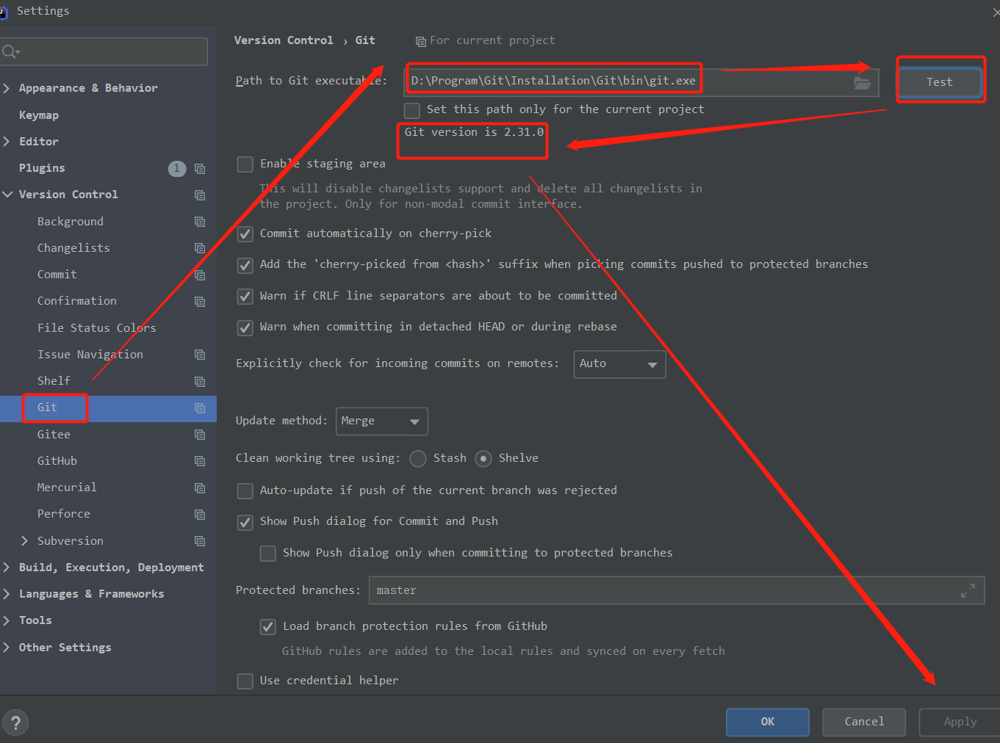 Settings
Version Control › Git
For current project
Path to Git executable:
D:\Program\Git\Installation\Git\bin\git.exe
Test
Set this path only for the current project
Git version is 2.31.0
Enable staging area
This will disable changelists support and delete all changelists in
the project. Only for non-modal commit interface.
Commit automatically on cherry-pick
Add the 'cherry-picked from <hash>' suffix when picking commits pushed to protected branches
Warn if CRLF line separators are about to be committed
Warn when committing in detached HEAD or during rebase
Explicitly check for incoming commits on remotes: Auto
Update method: Merge
Clean working tree using: Stash Shelve
Auto-update if push of the current branch was rejected
Show Push dialog for Commit and Push
Show Push dialog only when committing to protected branches
Protected branches: master
Load branch protection rules from GitHub
GitHub rules are added to the local rules and synced on every fetch
Use credential helper
Appearance & Behavior
Keymap
Editor
Plugins 1
Version Control
Background
Changelists
Commit
Confirmation
File Status Colors
Issue Navigation
Shelf
Git
Gitee
GitHub
Mercurial
Perforce
Subversion
Build, Execution, Deployment
Languages & Frameworks
Tools
Other Settings
?
OK
Cancel
Apply